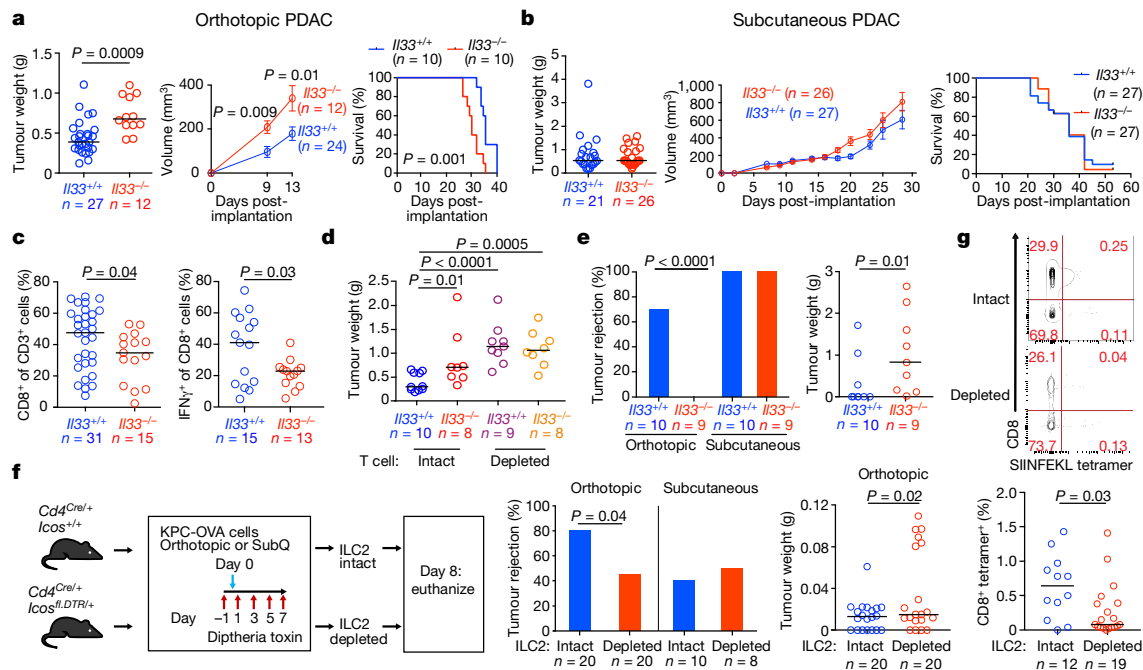 a
Orthotopic PDAC
Tumour weight (g)
P = 0.0009
1.5
1.0
0.5
0
Il33+/+
n = 27
Il33–/–
n = 12
Volume (mm3)
400
200
0
P = 0.009
P = 0.01
Il33–/–
(n = 12)
Il33+/+
(n = 24)
0 9 13
Days post-
implantation
Il33+/+
(n = 10)
Il33–/–
(n = 10)
Survival (%)
100
80
60
40
20
0
P = 0.001
0 10 20 30 40
Days post-
implantation
b
Subcutaneous PDAC
Tumour weight (g)
5
4
3
2
1
0
Il33+/+
n = 21
Il33–/–
n = 26
Volume (mm3)
1,000
800
600
400
200
0
Il33–/– (n = 26)
Il33+/+ (n = 27)
0 5 10 15 20 25 30
Days post-implantation
Survival (%)
100
80
60
40
20
0
Il33+/+
(n = 27)
Il33–/–
(n = 27)
0 10 20 30 40 50 60
Days post-implantation
c
CD8+ of CD3+ cells (%)
80
60
40
20
0
P = 0.04
Il33+/+
n = 31
Il33–/–
n = 15
IFNγ+ of CD8+ cells (%)
80
60
40
20
0
P = 0.03
Il33+/+
n = 15
Il33–/–
n = 13
d
Tumour weight (g)
2.5
2.0
1.5
1.0
0.5
0
P = 0.0005
P < 0.0001
P = 0.01
Il33+/+ Il33–/– Il33+/+ Il33–/–
n = 10 n = 8 n = 9 n = 8
T cell: Intact Depleted
e
Tumour rejection (%)
100
80
60
40
20
0
P < 0.0001
Il33+/+ Il33–/– Il33+/+ Il33–/–
n = 10 n = 9 n = 10 n = 9
Orthotopic Subcutaneous
Tumour weight (g)
3
2
1
0
P = 0.01
Il33+/+
n = 10
Il33–/–
n = 9
g
Intact
29.9 0.25
69.8 0.11
Depleted
26.1 0.04
73.7 0.13
CD8
SIINFEKL tetramer
f
Cd4Cre/+
Icos+/+
Cd4Cre/+
Icosfl.DTR/+
KPC-OVA cells
Orthotopic or SubQ
Day 0
Day –1 1 3 5 7
Diptheria toxin
ILC2
intact
ILC2
depleted
Day 8:
euthanize
Orthotopic Subcutaneous
Tumour rejection (%)
100
80
60
40
20
0
P = 0.04
ILC2: Intact Depleted Intact Depleted
n = 20 n = 20 n = 10 n = 8
Orthotopic
Tumour weight (g)
0.12
0.08
0.04
0
P = 0.02
ILC2: Intact Depleted
n = 20 n = 20
CD8+ tetramer+ (%)
2.0
1.5
1.0
0.5
0
P = 0.03
ILC2: Intact Depleted
n = 12 n = 19